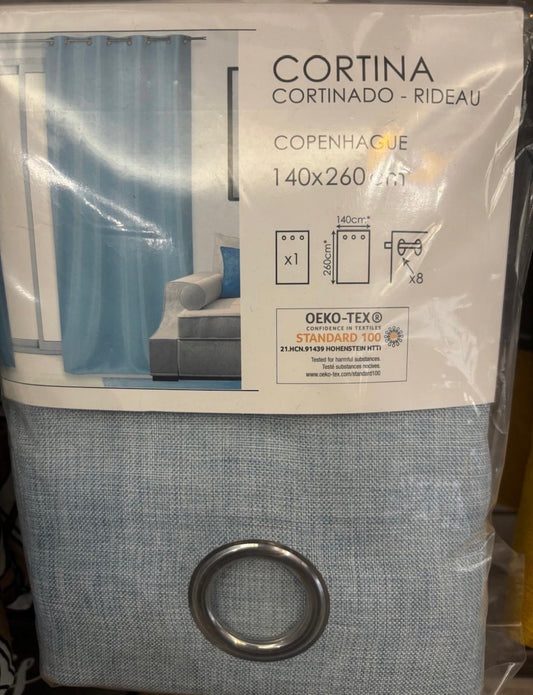 CORTINA
CORTINADO - RIDEAU
COPENHAGUE
140x260 cm
140cm*
260cm*
x1
x8
OEKO-TEX®
CONFIDENCE IN TEXTILES
STANDARD 100
21.HCN.91439 HOHENSTEIN HTTI
Tested for harmful substances.
Testé substances nocives.
www.oeko-tex.com/standard100